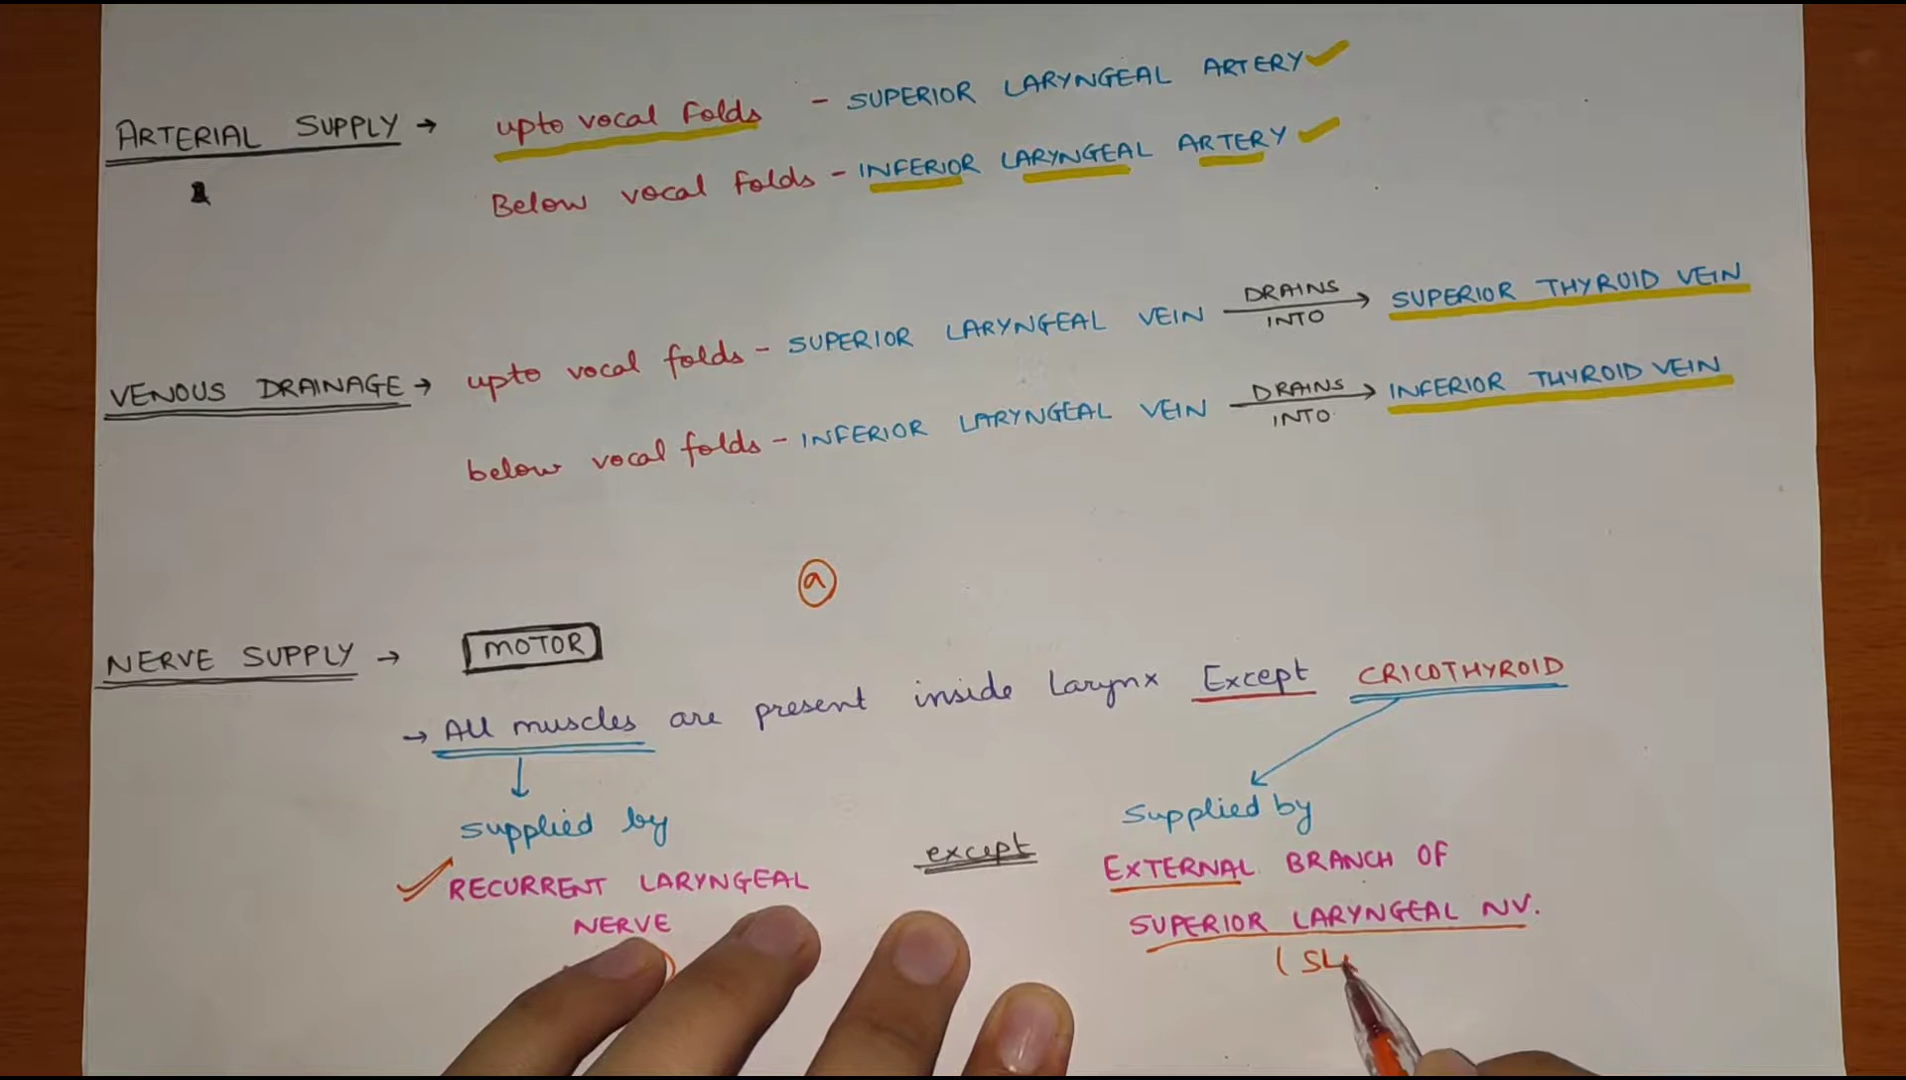 ARTERIAL SUPPLY → upto vocal folds - SUPERIOR LARYNGEAL ARTERY ✓
Below vocal folds - INFERIOR LARYNGEAL ARTERY ✓
VENOUS DRAINAGE → upto vocal folds - SUPERIOR LARYNGEAL VEIN DRAINS INTO → SUPERIOR THYROID VEIN
below vocal folds - INFERIOR LARYNGEAL VEIN DRAINS INTO → INFERIOR THYROID VEIN
a
NERVE SUPPLY → MOTOR
→ All muscles are present inside larynx Except CRICOTHYROID
supplied by
✓ RECURRENT LARYNGEAL
NERVE
except
Supplied by
EXTERNAL BRANCH OF
SUPERIOR LARYNGEAL NV.
( SL